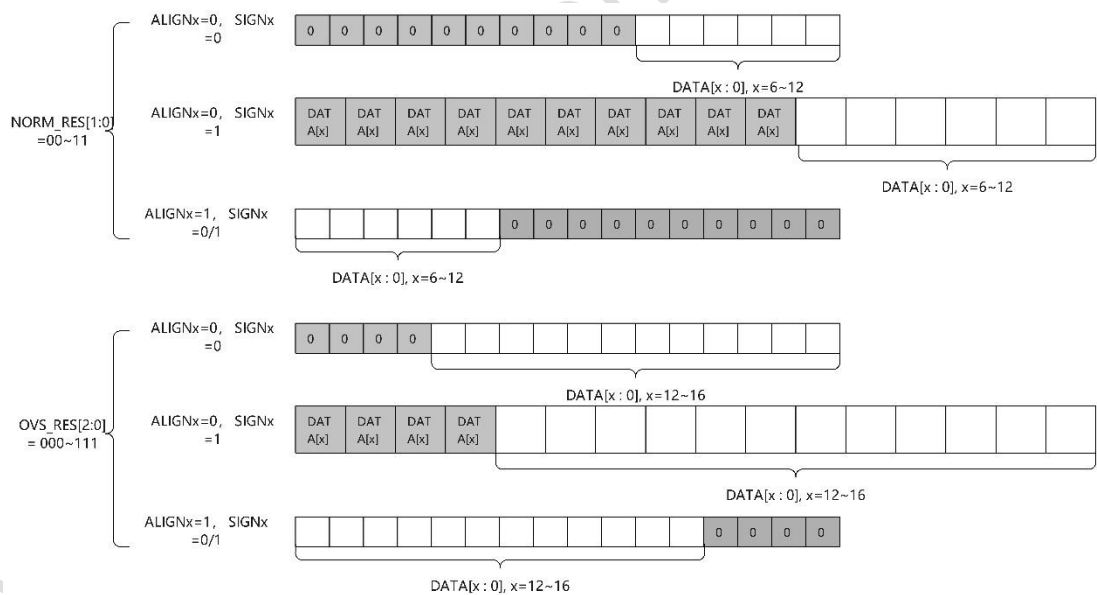 ALIGNx=0, SIGNx
=0
0 0 0 0 0 0 0 0 0 0
DATA[x : 0], x=6~12
NORM_RES[1:0]
=00~11
ALIGNx=0, SIGNx
=1
DAT DAT DAT DAT DAT DAT DAT DAT DAT DAT
A[x] A[x] A[x] A[x] A[x] A[x] A[x] A[x] A[x] A[x]
DATA[x : 0], x=6~12
ALIGNx=1, SIGNx
=0/1
0 0 0 0 0 0 0 0 0 0
DATA[x : 0], x=6~12
ALIGNx=0, SIGNx
=0
0 0 0 0
DATA[x : 0], x=12~16
OVS_RES[2:0]
= 000~111
ALIGNx=0, SIGNx
=1
DAT DAT DAT DAT
A[x] A[x] A[x] A[x]
DATA[x : 0], x=12~16
ALIGNx=1, SIGNx
=0/1
0 0 0 0
DATA[x : 0], x=12~16